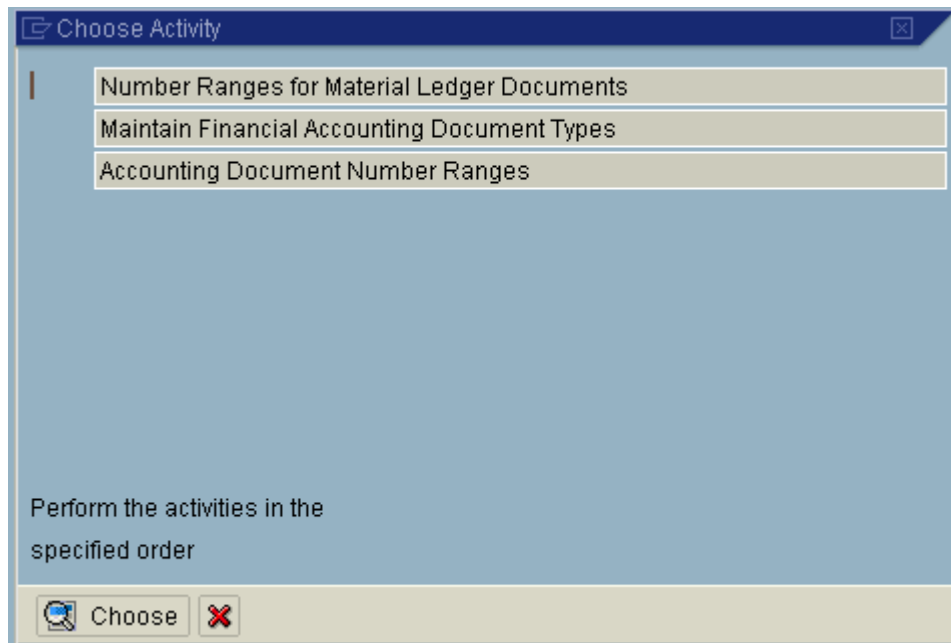 Choose Activity
Number Ranges for Material Ledger Documents
Maintain Financial Accounting Document Types
Accounting Document Number Ranges
Perform the activities in the
specified order
Choose